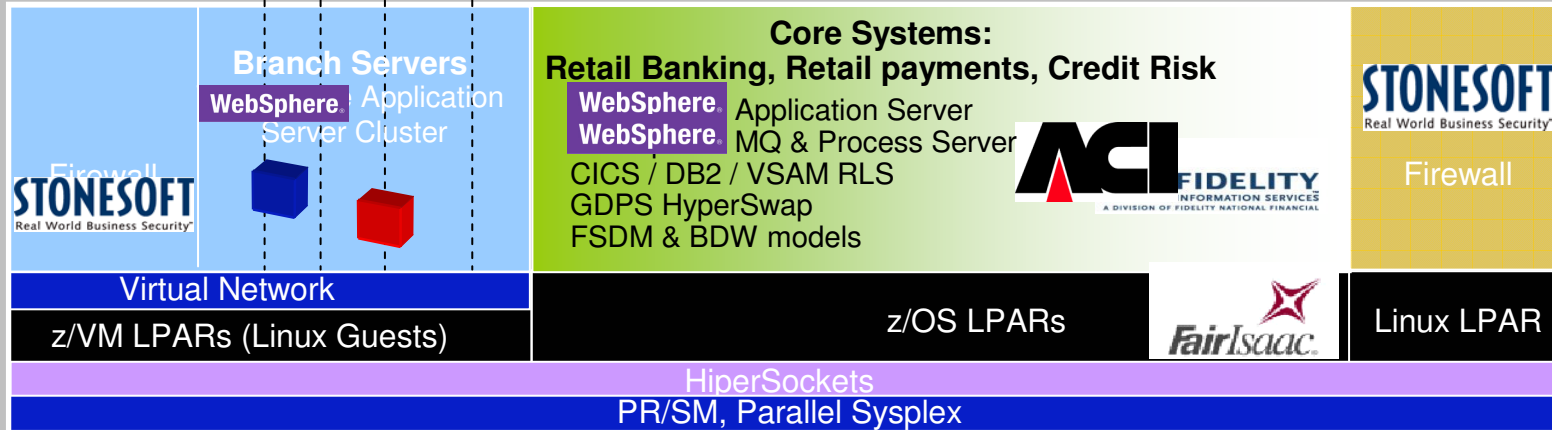 Firewall
STONESOFT
Real World Business Security™
Branch Servers
WebSphere. Application
Server Cluster
Core Systems:
Retail Banking, Retail payments, Credit Risk
WebSphere. Application Server
WebSphere. MQ & Process Server
CICS / DB2 / VSAM RLS
GDPS HyperSwap
FSDM & BDW models
ACI
FIDELITY
INFORMATION SERVICES
A DIVISION OF FIDELITY NATIONAL FINANCIAL
STONESOFT
Real World Business Security™
Firewall
Virtual Network
z/VM LPARs (Linux Guests)
z/OS LPARs
FairIsaac.
Linux LPAR
HiperSockets
PR/SM, Parallel Sysplex